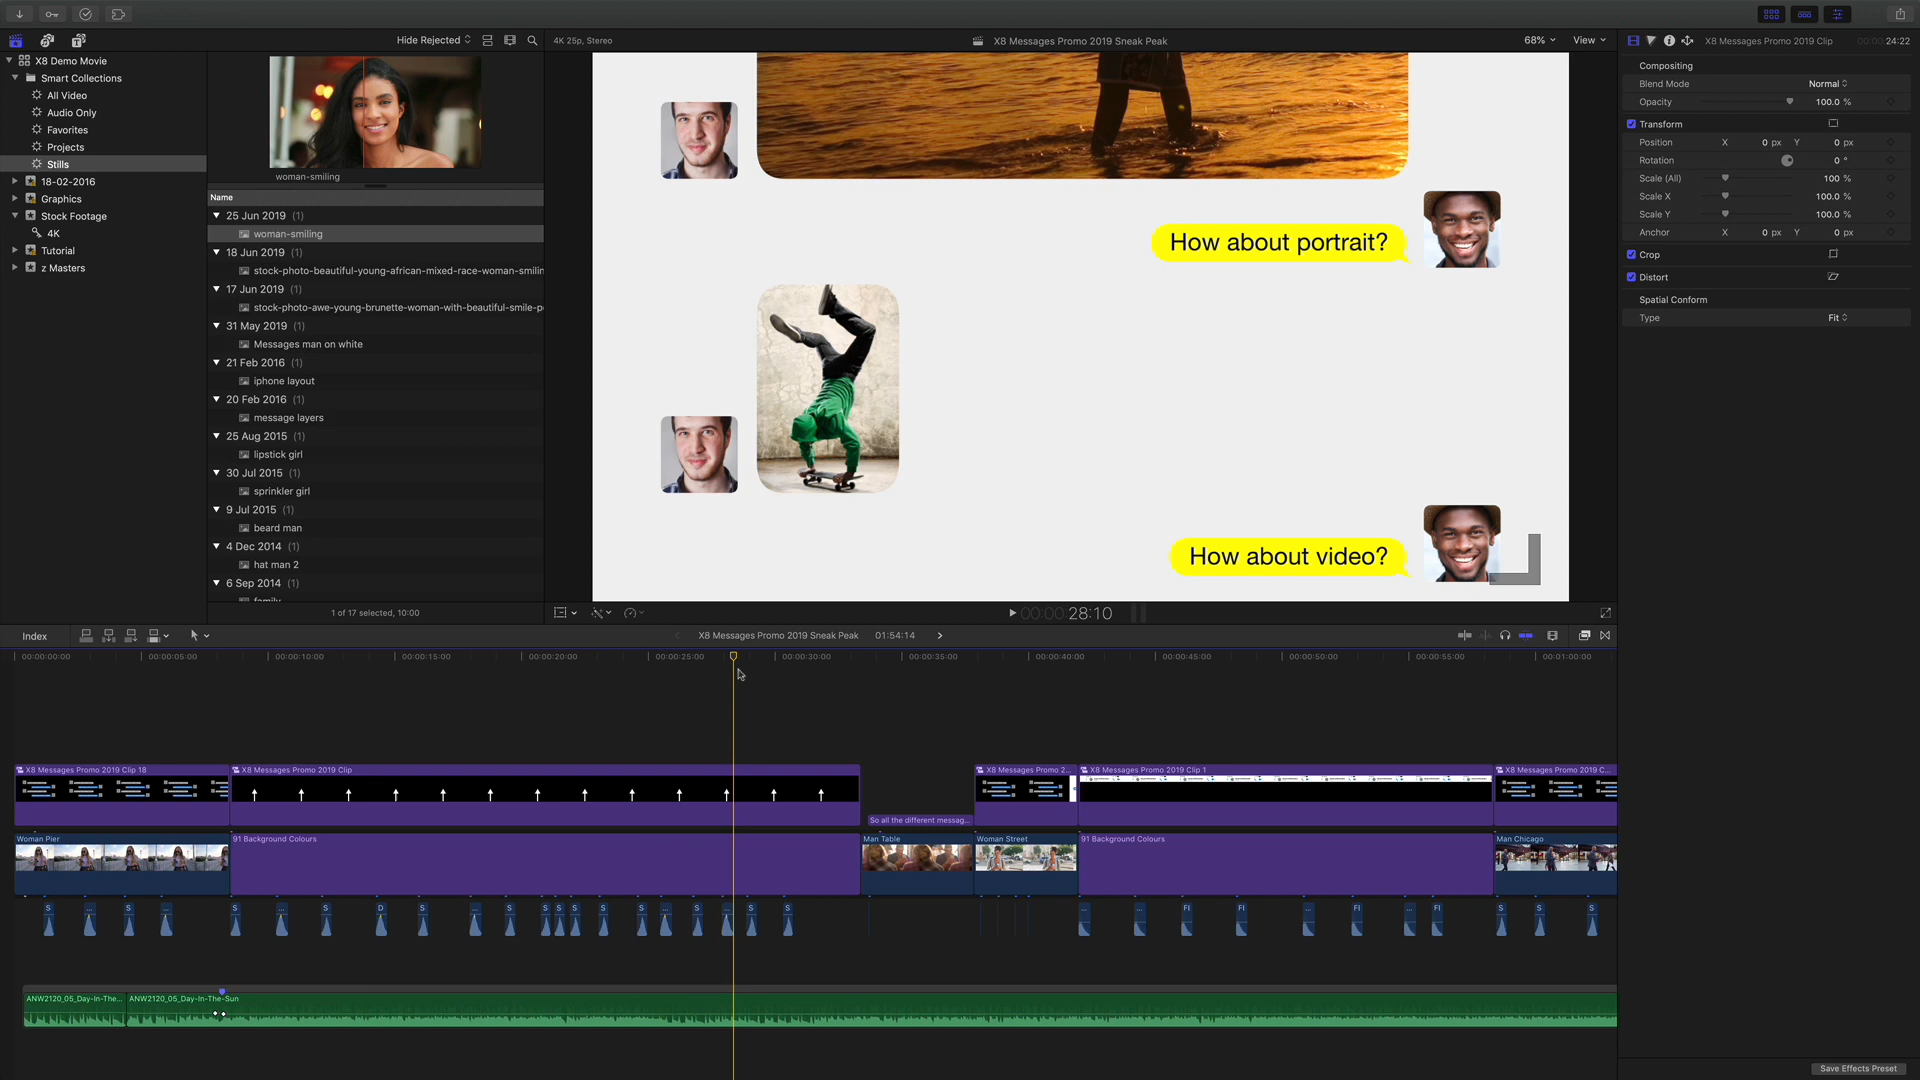 Hide Rejected
4K 25p, Stereo
X8 Messages Promo 2019 Sneak Peak
68%
View
X8 Messages Promo 2019 Clip
00:00:24:22
X8 Demo Movie
Smart Collections
All Video
Audio Only
Favorites
Projects
Stills
18-02-2016
Graphics
Stock Footage
4K
Tutorial
z Masters
woman-smiling
Name
25 Jun 2019 (1)
woman-smiling
18 Jun 2019 (1)
stock-photo-beautiful-young-african-mixed-race-woman-smilin
17 Jun 2019 (1)
stock-photo-awe-young-brunette-woman-with-beautiful-smile-p
31 May 2019 (1)
Messages man on white
21 Feb 2016 (1)
iphone layout
20 Feb 2016 (1)
message layers
25 Aug 2015 (1)
lipstick girl
30 Jul 2015 (1)
sprinkler girl
9 Jul 2015 (1)
beard man
4 Dec 2014 (1)
hat man 2
6 Sep 2014 (1)
family
1 of 17 selected, 10:00
How about portrait?
How about video?
00:00:28:10
Compositing
Blend Mode Normal
Opacity 100.0 %
Transform
Position X 0 px Y 0 px
Rotation 0 °
Scale (All) 100 %
Scale X 100.0 %
Scale Y 100.0 %
Anchor X 0 px Y 0 px
Crop
Distort
Spatial Conform
Type Fit
Index
X8 Messages Promo 2019 Sneak Peak
01:54:14
00:00:00:00 00:00:05:00 00:00:10:00 00:00:15:00 00:00:20:00 00:00:25:00 00:00:30:00 00:00:35:00 00:00:40:00 00:00:45:00 00:00:50:00 00:00:55:00 00:01:00:00
X8 Messages Promo 2019 Clip 18
X8 Messages Promo 2019 Clip
X8 Messages Promo 2...
X8 Messages Promo 2019 Clip 1
X8 Messages Promo 2019 C...
So all the different messag...
Woman Pier
91 Background Colours
Man Table
Woman Street
91 Background Colours
Man Chicago
S ... S ... S ... S D S ... S S S S S S ... S ... S S ... ... FI FI ... FI ... FI S S S
ANW2120_05_Day-In-The...
ANW2120_05_Day-In-The-Sun
Save Effects Preset